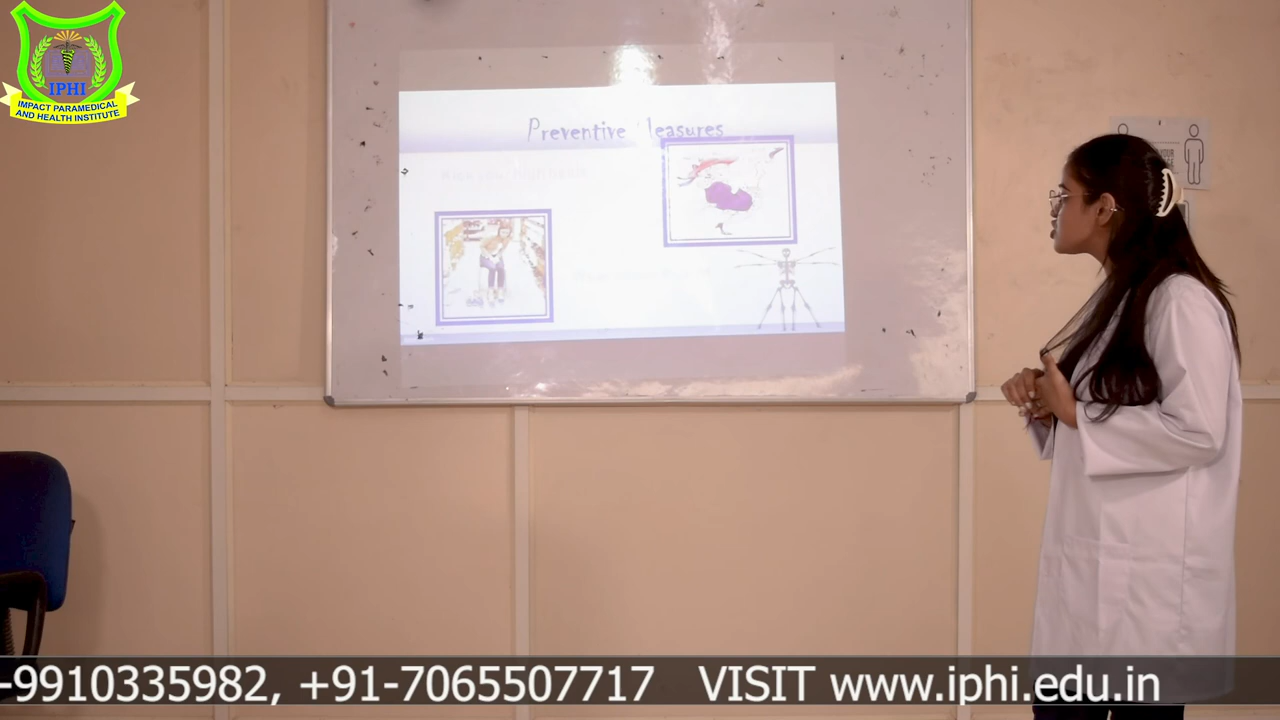 IPHI
IMPACT PARAMEDICAL
AND HEALTH INSTITUTE
Preventive Measures
-9910335982, +91-7065507717 VISIT www.iphi.edu.in